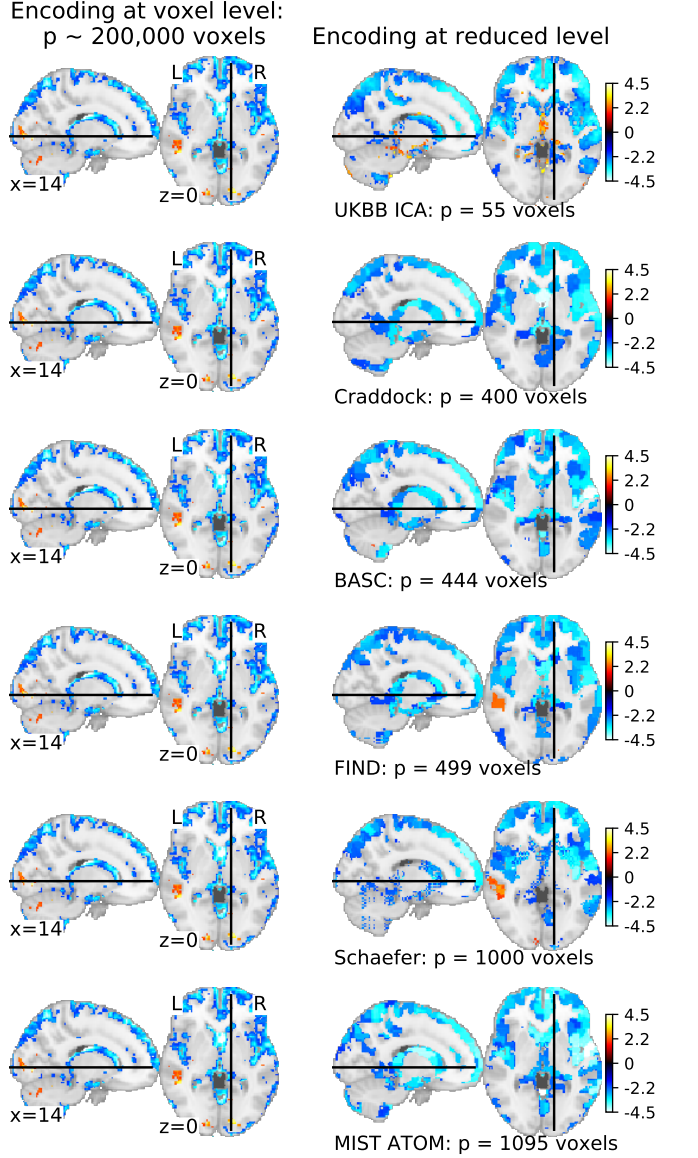 Encoding at voxel level:
p ~ 200,000 voxels
Encoding at reduced level
L R
x=14
z=0
4.5
2.2
0
-2.2
-4.5
UKBB ICA: p = 55 voxels
L R
x=14
z=0
4.5
2.2
0
-2.2
-4.5
Craddock: p = 400 voxels
L R
x=14
z=0
4.5
2.2
0
-2.2
-4.5
BASC: p = 444 voxels
L R
x=14
z=0
4.5
2.2
0
-2.2
-4.5
FIND: p = 499 voxels
L R
x=14
z=0
4.5
2.2
0
-2.2
-4.5
Schaefer: p = 1000 voxels
L R
x=14
z=0
4.5
2.2
0
-2.2
-4.5
MIST ATOM: p = 1095 voxels